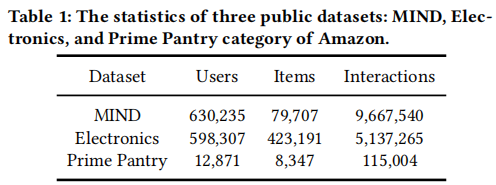 Table 1: The statistics of three public datasets: MIND, Elec-
tronics, and Prime Pantry category of Amazon.
Dataset Users Items Interactions
MIND 630,235 79,707 9,667,540
Electronics 598,307 423,191 5,137,265
Prime Pantry 12,871 8,347 115,004